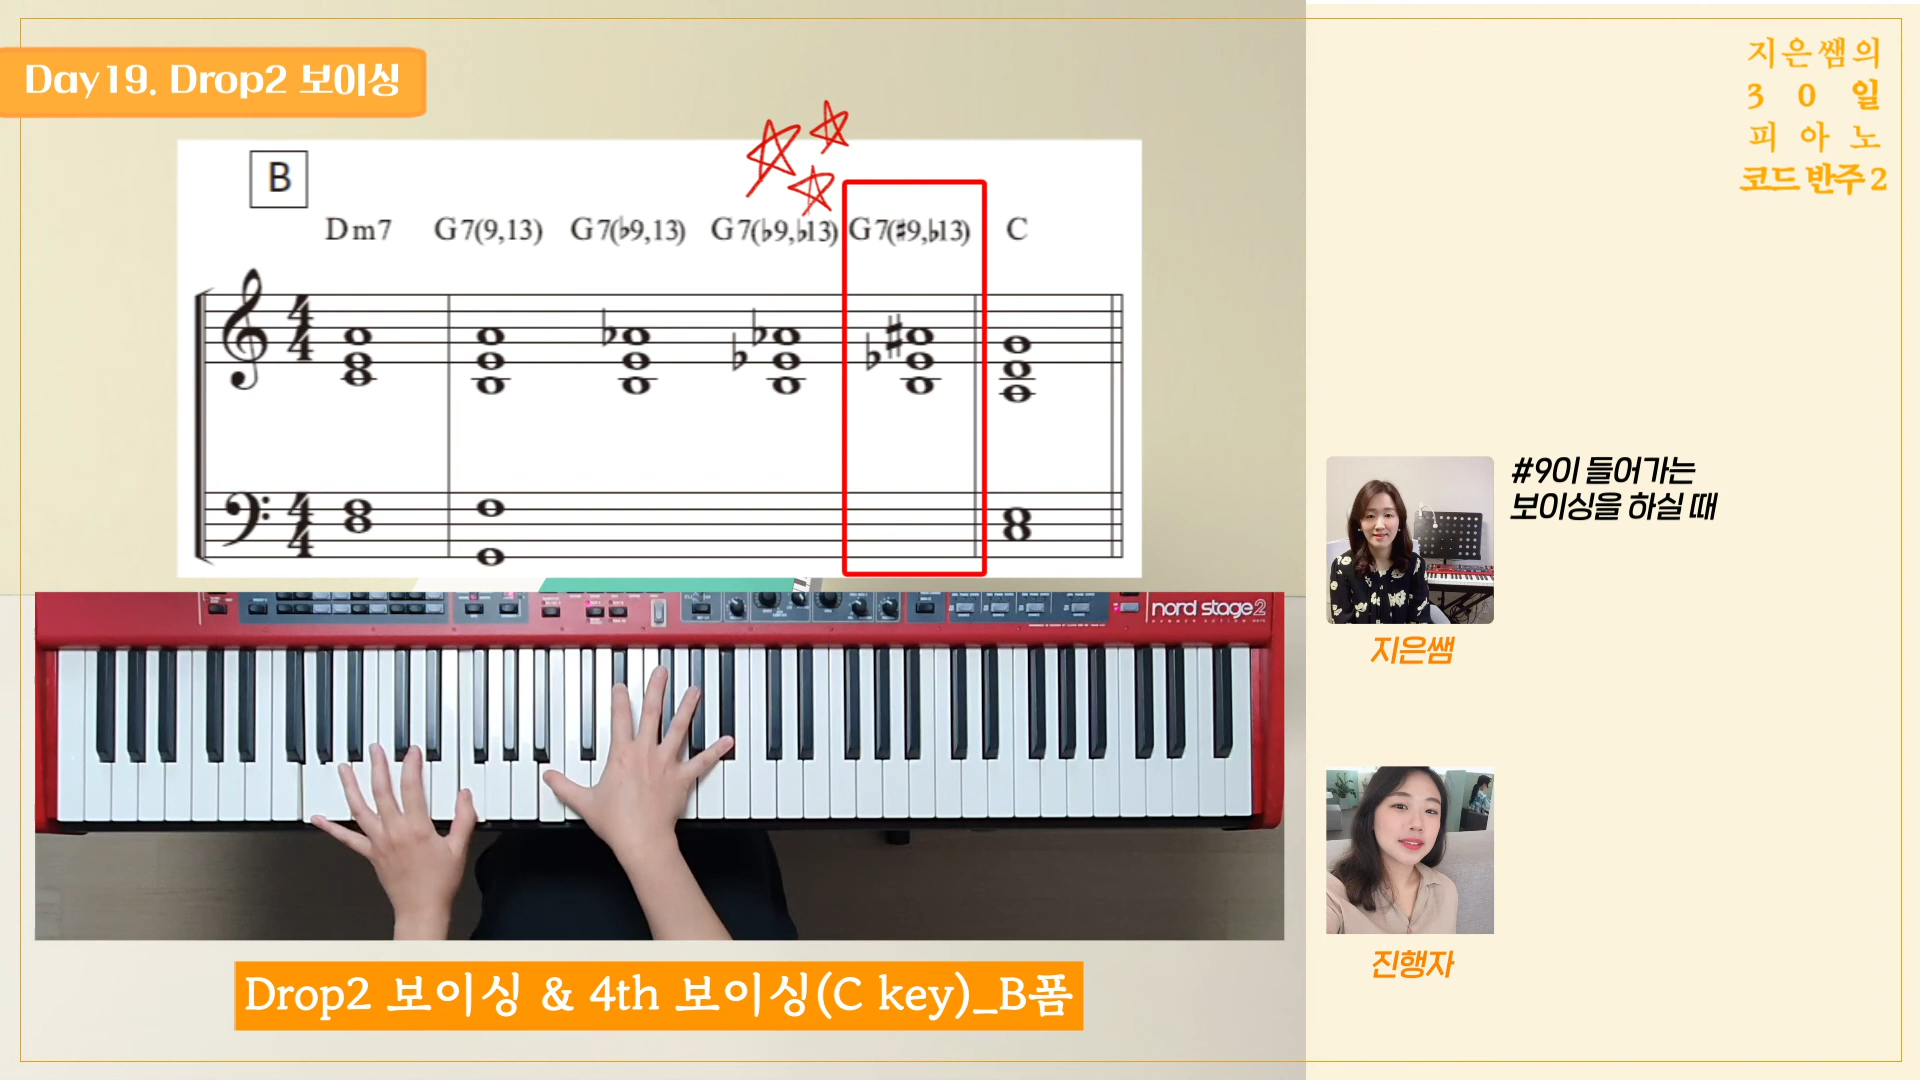 Day19. Drop2 보이싱
지은쌤의
30일
피아노
코드 반주 2
B
Dm7 G7(9,13) G7(♭9,13) G7(♭9,♭13) G7(♯9,♭13) C
#9이 들어가는
보이싱을 하실 때
지은쌤
nord stage2
진행자
Drop2 보이싱 & 4th 보이싱(C key)_B폼